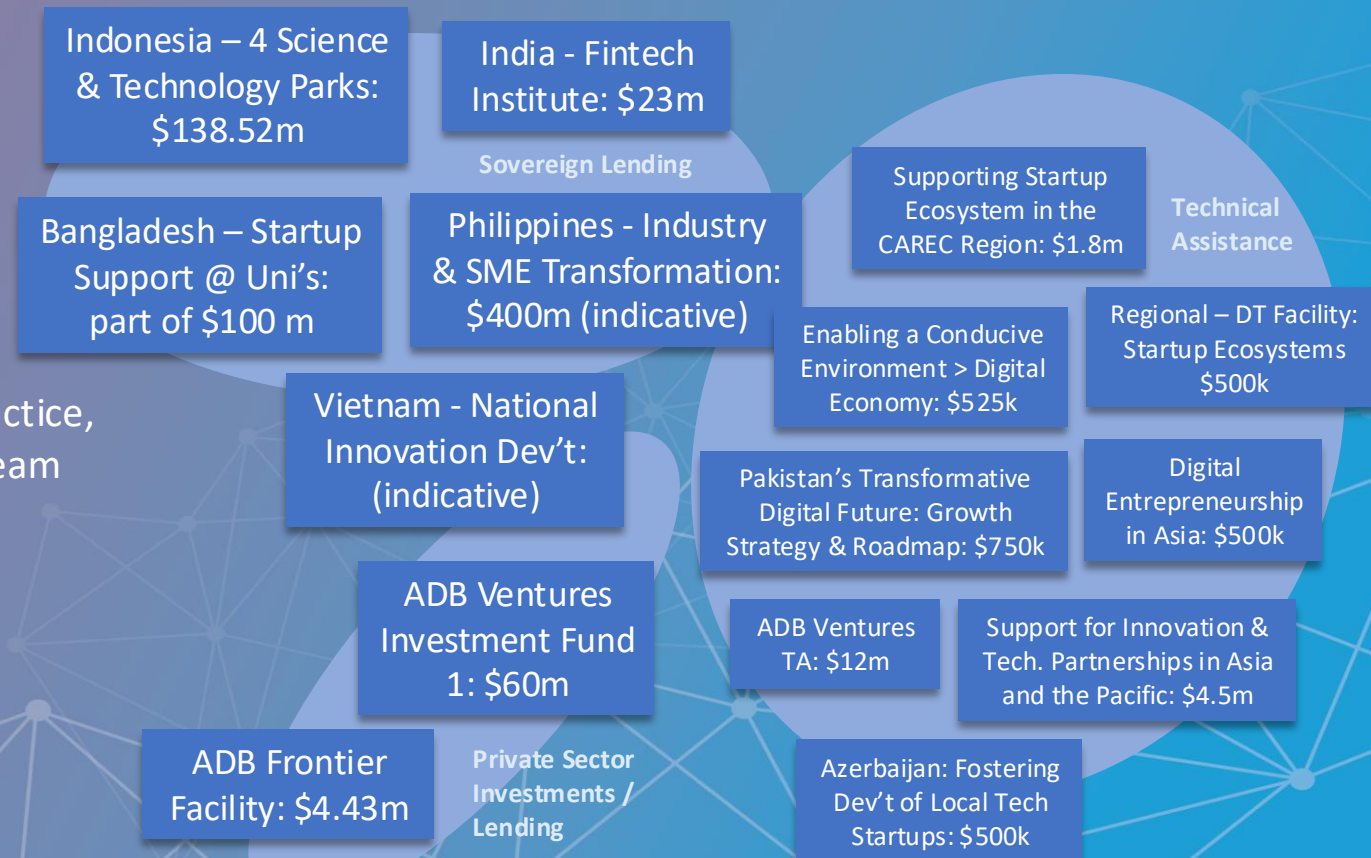 Indonesia – 4 Science
& Technology Parks:
$138.52m
India - Fintech
Institute: $23m
Sovereign Lending
Bangladesh – Startup
Support @ Uni’s:
part of $100 m
Philippines - Industry
& SME Transformation:
$400m (indicative)
Vietnam - National
Innovation Dev’t:
(indicative)
ctice,
eam
ADB Ventures
Investment Fund
1: $60m
ADB Frontier
Facility: $4.43m
Private Sector
Investments /
Lending
Supporting Startup
Ecosystem in the
CAREC Region: $1.8m
Technical
Assistance
Enabling a Conducive
Environment > Digital
Economy: $525k
Regional – DT Facility:
Startup Ecosystems
$500k
Pakistan’s Transformative
Digital Future: Growth
Strategy & Roadmap: $750k
Digital
Entrepreneurship
in Asia: $500k
ADB Ventures
TA: $12m
Support for Innovation &
Tech. Partnerships in Asia
and the Pacific: $4.5m
Azerbaijan: Fostering
Dev’t of Local Tech
Startups: $500k